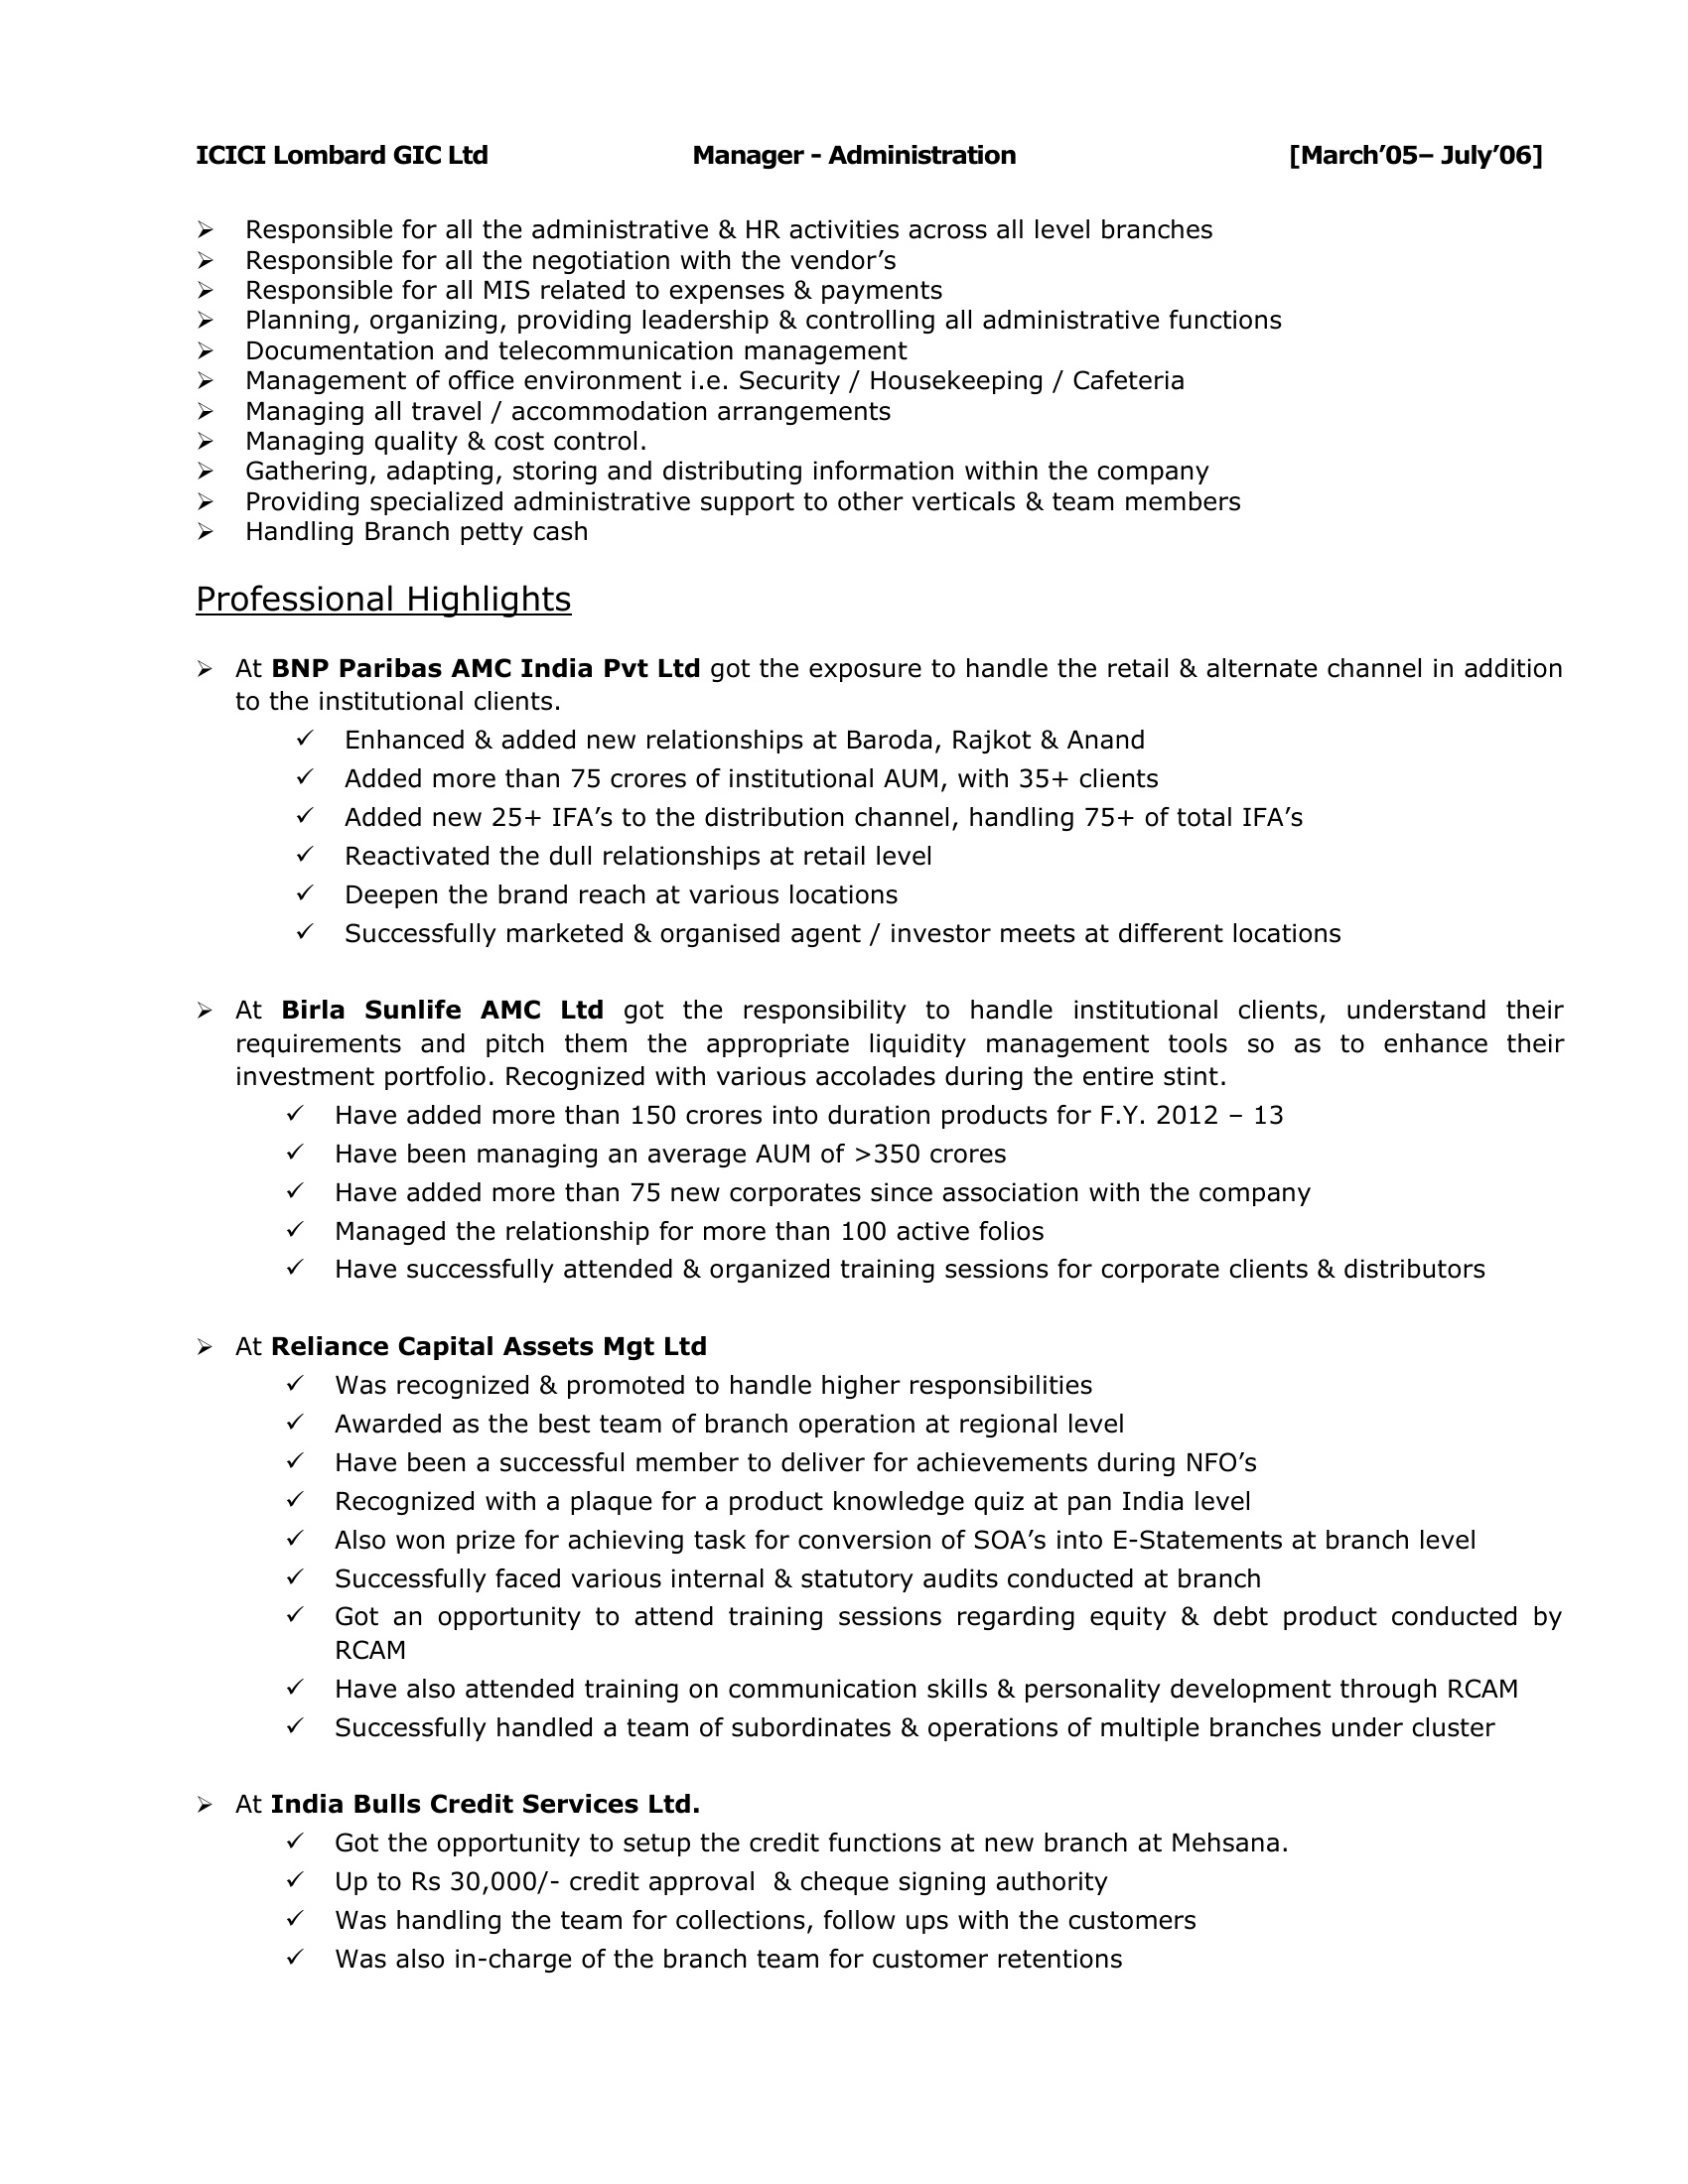 ICICI Lombard GIC Ltd Manager - Administration [March’05– July’06]
➢ Responsible for all the administrative & HR activities across all level branches
➢ Responsible for all the negotiation with the vendor’s
➢ Responsible for all MIS related to expenses & payments
➢ Planning, organizing, providing leadership & controlling all administrative functions
➢ Documentation and telecommunication management
➢ Management of office environment i.e. Security / Housekeeping / Cafeteria
➢ Managing all travel / accommodation arrangements
➢ Managing quality & cost control.
➢ Gathering, adapting, storing and distributing information within the company
➢ Providing specialized administrative support to other verticals & team members
➢ Handling Branch petty cash
Professional Highlights
➢ At BNP Paribas AMC India Pvt Ltd got the exposure to handle the retail & alternate channel in addition
to the institutional clients.
✓ Enhanced & added new relationships at Baroda, Rajkot & Anand
✓ Added more than 75 crores of institutional AUM, with 35+ clients
✓ Added new 25+ IFA’s to the distribution channel, handling 75+ of total IFA’s
✓ Reactivated the dull relationships at retail level
✓ Deepen the brand reach at various locations
✓ Successfully marketed & organised agent / investor meets at different locations
➢ At Birla Sunlife AMC Ltd got the responsibility to handle institutional clients, understand their
requirements and pitch them the appropriate liquidity management tools so as to enhance their
investment portfolio. Recognized with various accolades during the entire stint.
✓ Have added more than 150 crores into duration products for F.Y. 2012 – 13
✓ Have been managing an average AUM of >350 crores
✓ Have added more than 75 new corporates since association with the company
✓ Managed the relationship for more than 100 active folios
✓ Have successfully attended & organized training sessions for corporate clients & distributors
➢ At Reliance Capital Assets Mgt Ltd
✓ Was recognized & promoted to handle higher responsibilities
✓ Awarded as the best team of branch operation at regional level
✓ Have been a successful member to deliver for achievements during NFO’s
✓ Recognized with a plaque for a product knowledge quiz at pan India level
✓ Also won prize for achieving task for conversion of SOA’s into E-Statements at branch level
✓ Successfully faced various internal & statutory audits conducted at branch
✓ Got an opportunity to attend training sessions regarding equity & debt product conducted by
RCAM
✓ Have also attended training on communication skills & personality development through RCAM
✓ Successfully handled a team of subordinates & operations of multiple branches under cluster
➢ At India Bulls Credit Services Ltd.
✓ Got the opportunity to setup the credit functions at new branch at Mehsana.
✓ Up to Rs 30,000/- credit approval & cheque signing authority
✓ Was handling the team for collections, follow ups with the customers
✓ Was also in-charge of the branch team for customer retentions